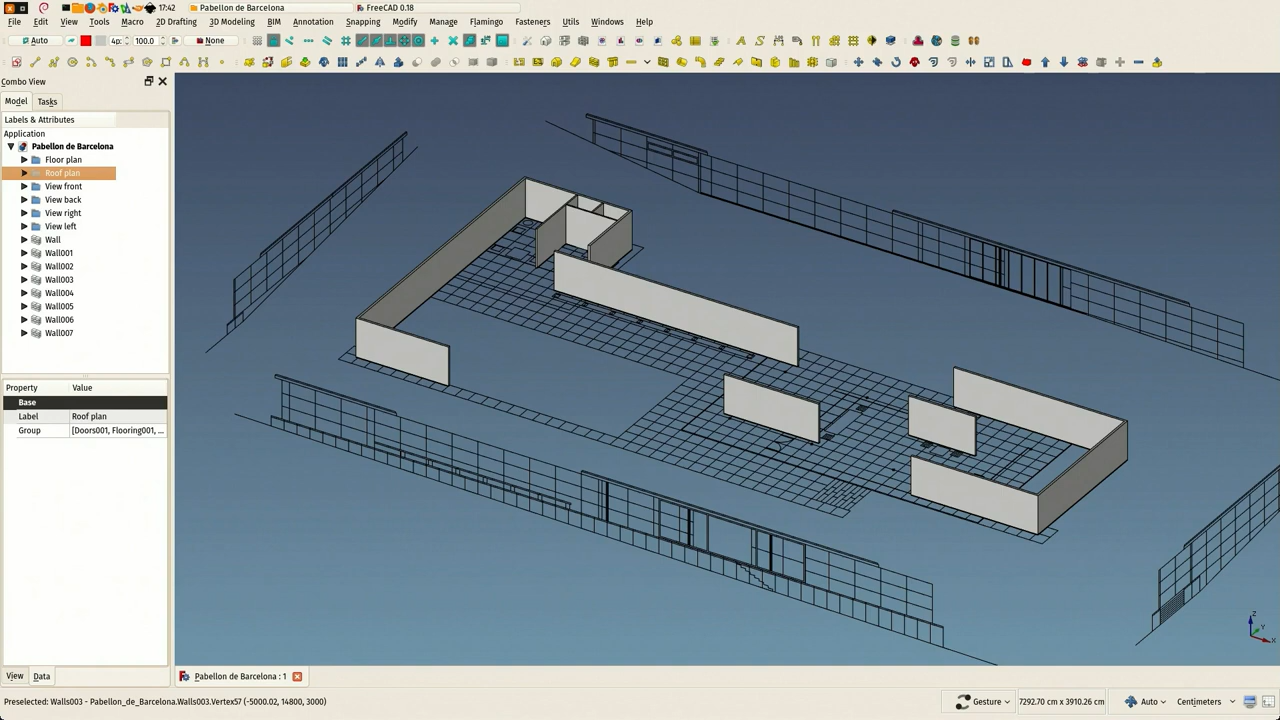 17:42
Pabellon de Barcelona
FreeCAD 0.18
File Edit View Tools Macro 2D Drafting 3D Modeling BIM Annotation Snapping Modify Manage Flamingo Fasteners Utils Windows Help
Auto 4p: 100.0 None
Combo View
Model Tasks
Labels & Attributes
Application
Pabellon de Barcelona
Floor plan
Roof plan
View front
View back
View right
View left
Wall
Wall001
Wall002
Wall003
Wall004
Wall005
Wall006
Wall007
Property Value
Base
Label Roof plan
Group [Doors001, Flooring001, ...
Z
Y
X
View Data
Pabellon de Barcelona : 1
Preselected: Walls003 - Pabellon_de_Barcelona.Walls003.Vertex57 (-5000.02, 14800, 3000)
Gesture 7292.70 cm x 3910.26 cm Auto Centimeters